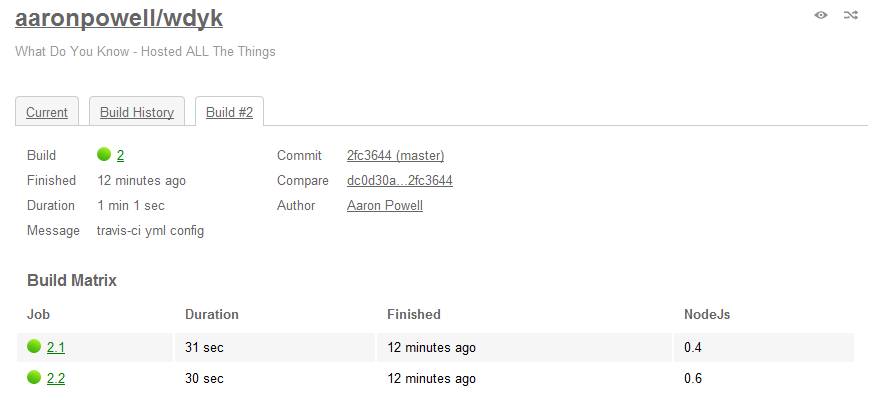 aaronpowell/wdyk
What Do You Know - Hosted ALL The Things
Current Build History Build #2
Build 2 Commit 2fc3644 (master)
Finished 12 minutes ago Compare dc0d30a...2fc3644
Duration 1 min 1 sec Author Aaron Powell
Message travis-ci yml config
Build Matrix
Job Duration Finished NodeJs
2.1 31 sec 12 minutes ago 0.4
2.2 30 sec 12 minutes ago 0.6